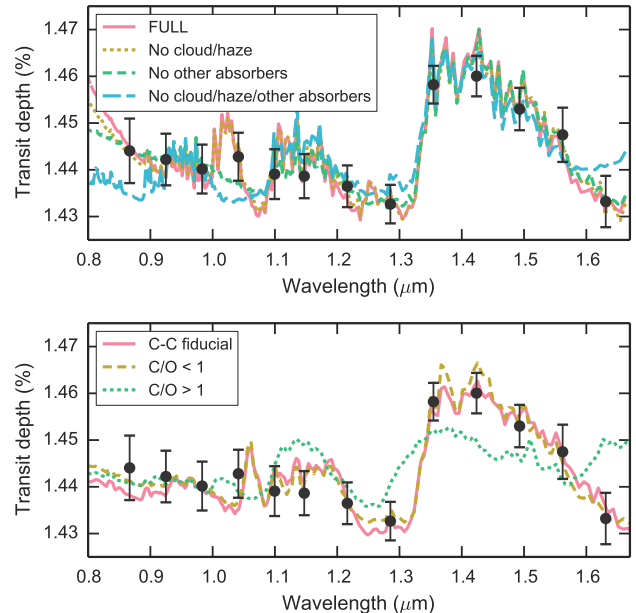 1.47
1.46
1.45
1.44
1.43
Transit depth (%)
FULL
No cloud/haze
No other absorbers
No cloud/haze/other absorbers
0.8 0.9 1.0 1.1 1.2 1.3 1.4 1.5 1.6
Wavelength (μm)
1.47
1.46
1.45
1.44
1.43
Transit depth (%)
C-C fiducial
C/O < 1
C/O > 1
0.8 0.9 1.0 1.1 1.2 1.3 1.4 1.5 1.6
Wavelength (μm)